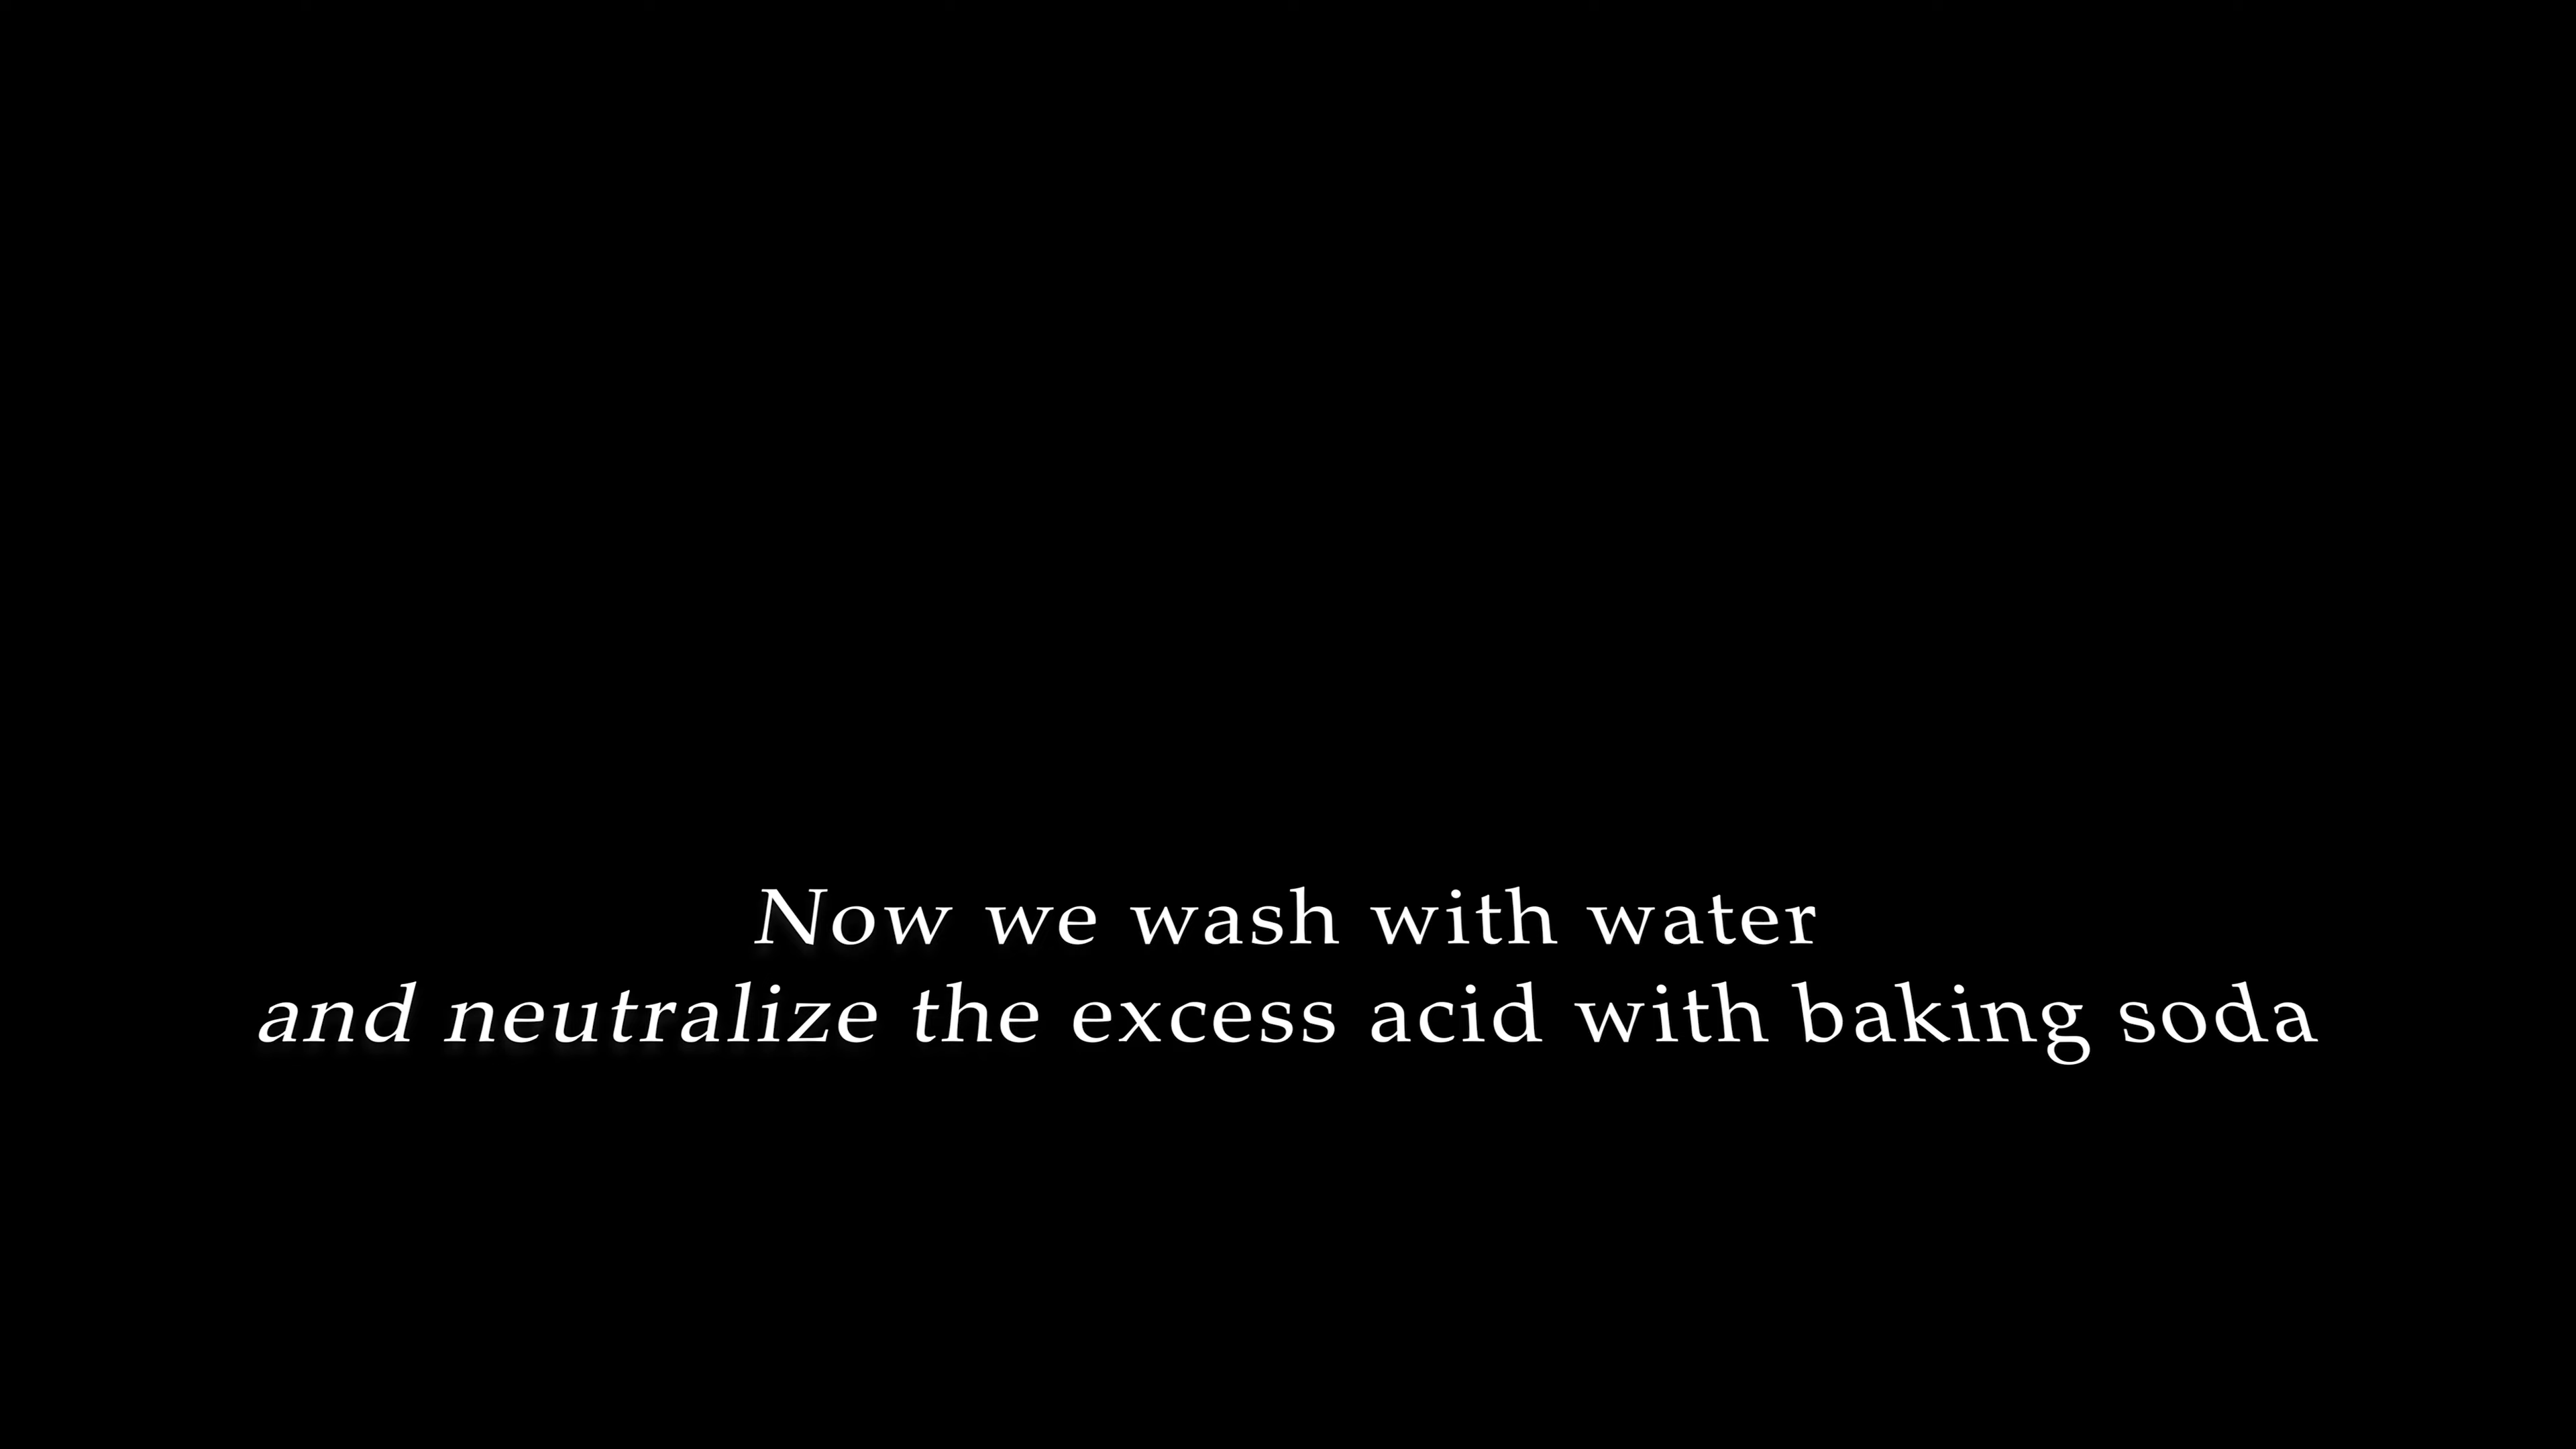 Now we wash with water
and neutralize the excess acid with baking soda